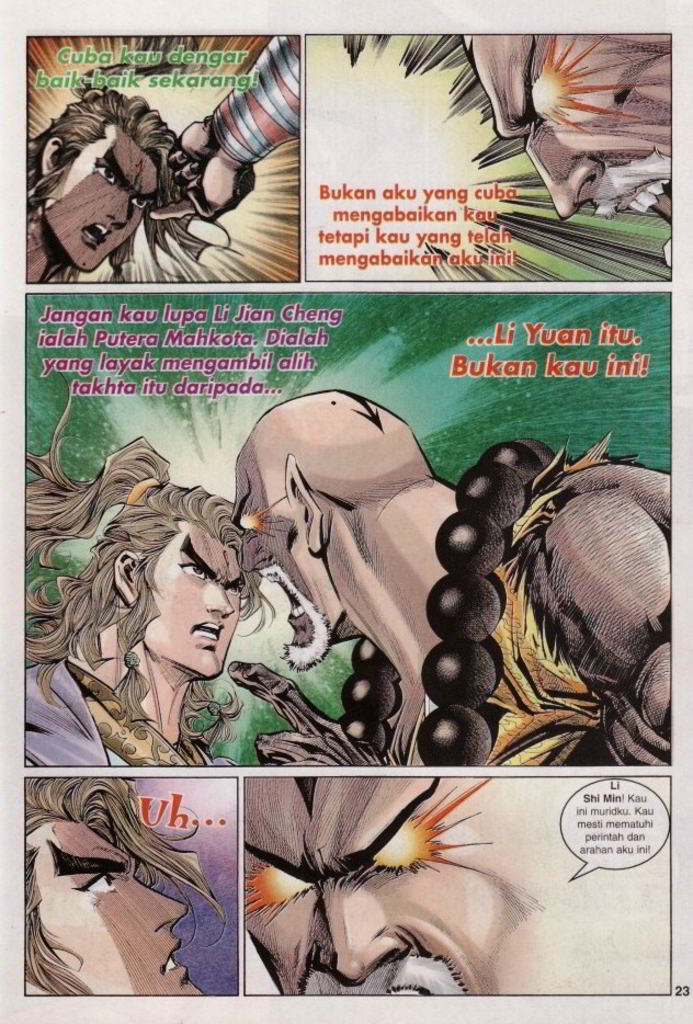 Cuba kau dengar
baik-baik sekarang!
Bukan aku yang cuba
mengabaikan kau
tetapi kau yang telah
mengabaikan aku ini!
Jangan kau lupa Li Jian Cheng
ialah Putera Mahkota. Dialah
yang layak mengambil alih
takhta itu daripada...
...Li Yuan itu.
Bukan kau ini!
Uh...
Li
Shi Min! Kau
ini muridku. Kau
mesti mematuhi
perintah dan
arahan aku ini!
23